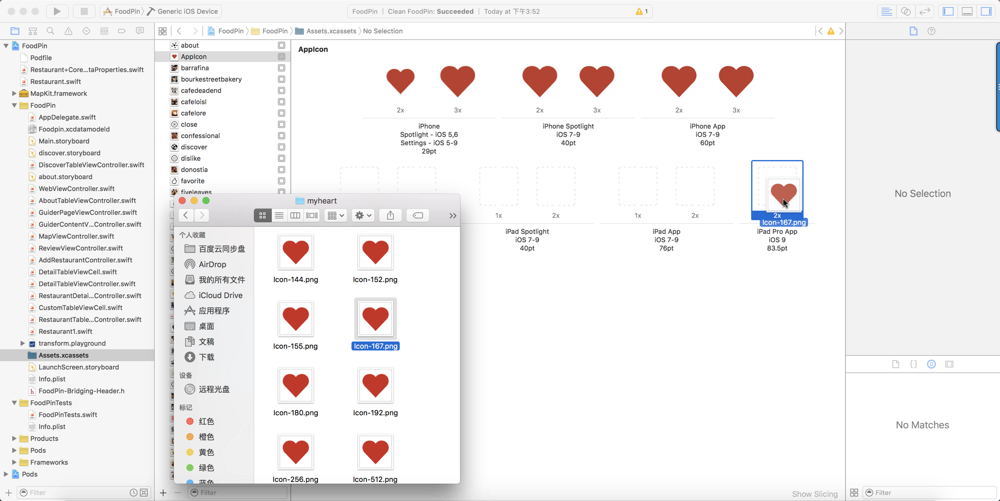 FoodPin
Generic iOS Device
FoodPin | Clean FoodPin: Succeeded | Today at 下午3:52
1
FoodPin
FoodPin
Assets.xcassets
No Selection
FoodPin
Podfile
Restaurant+Core...taProperties.swift
Restaurant.swift
MapKit.framework
FoodPin
AppDelegate.swift
Foodpin.xcdatamodeld
Main.storyboard
discover.storyboard
DiscoverTableViewController.swift
about.storyboard
WebViewController.swift
AboutTableViewController.swift
GuiderPageViewController.swift
GuiderContentV...Controller.swift
MapViewController.swift
ReviewViewController.swift
AddRestaurantController.swift
DetailTableViewCell.swift
DetailTableViewController.swift
RestaurantDetai...Controller.swift
CustomTableViewCell.swift
RestaurantTable...Controller.swift
Restaurant1.swift
transform.playground
Assets.xcassets
LaunchScreen.storyboard
Info.plist
FoodPin-Bridging-Header.h
FoodPinTests
FoodPinTests.swift
Info.plist
Products
Pods
Frameworks
Pods
Filter
about
AppIcon
barrafina
bourkestreetbakery
cafedeadend
cafeloisl
cafelore
close
confessional
discover
dislike
donostia
favorite
fiveleaves
Filter
AppIcon
2x
3x
2x
3x
2x
3x
iPhone
Spotlight - iOS 5,6
Settings - iOS 5-9
29pt
iPhone Spotlight
iOS 7-9
40pt
iPhone App
iOS 7-9
60pt
1x
2x
1x
2x
2x
Icon-167.png
iPad Spotlight
iOS 7-9
40pt
iPad App
iOS 7-9
76pt
iPad Pro App
iOS 9
83.5pt
Show Slicing
myheart
个人收藏
百度云同步盘
AirDrop
我的所有文件
iCloud Drive
应用程序
桌面
文稿
下载
设备
远程光盘
标记
红色
橙色
黄色
绿色
蓝色
Icon-144.png
Icon-152.png
Icon-155.png
Icon-167.png
Icon-180.png
Icon-192.png
Icon-256.png
Icon-512.png
No Selection
No Matches
Filter